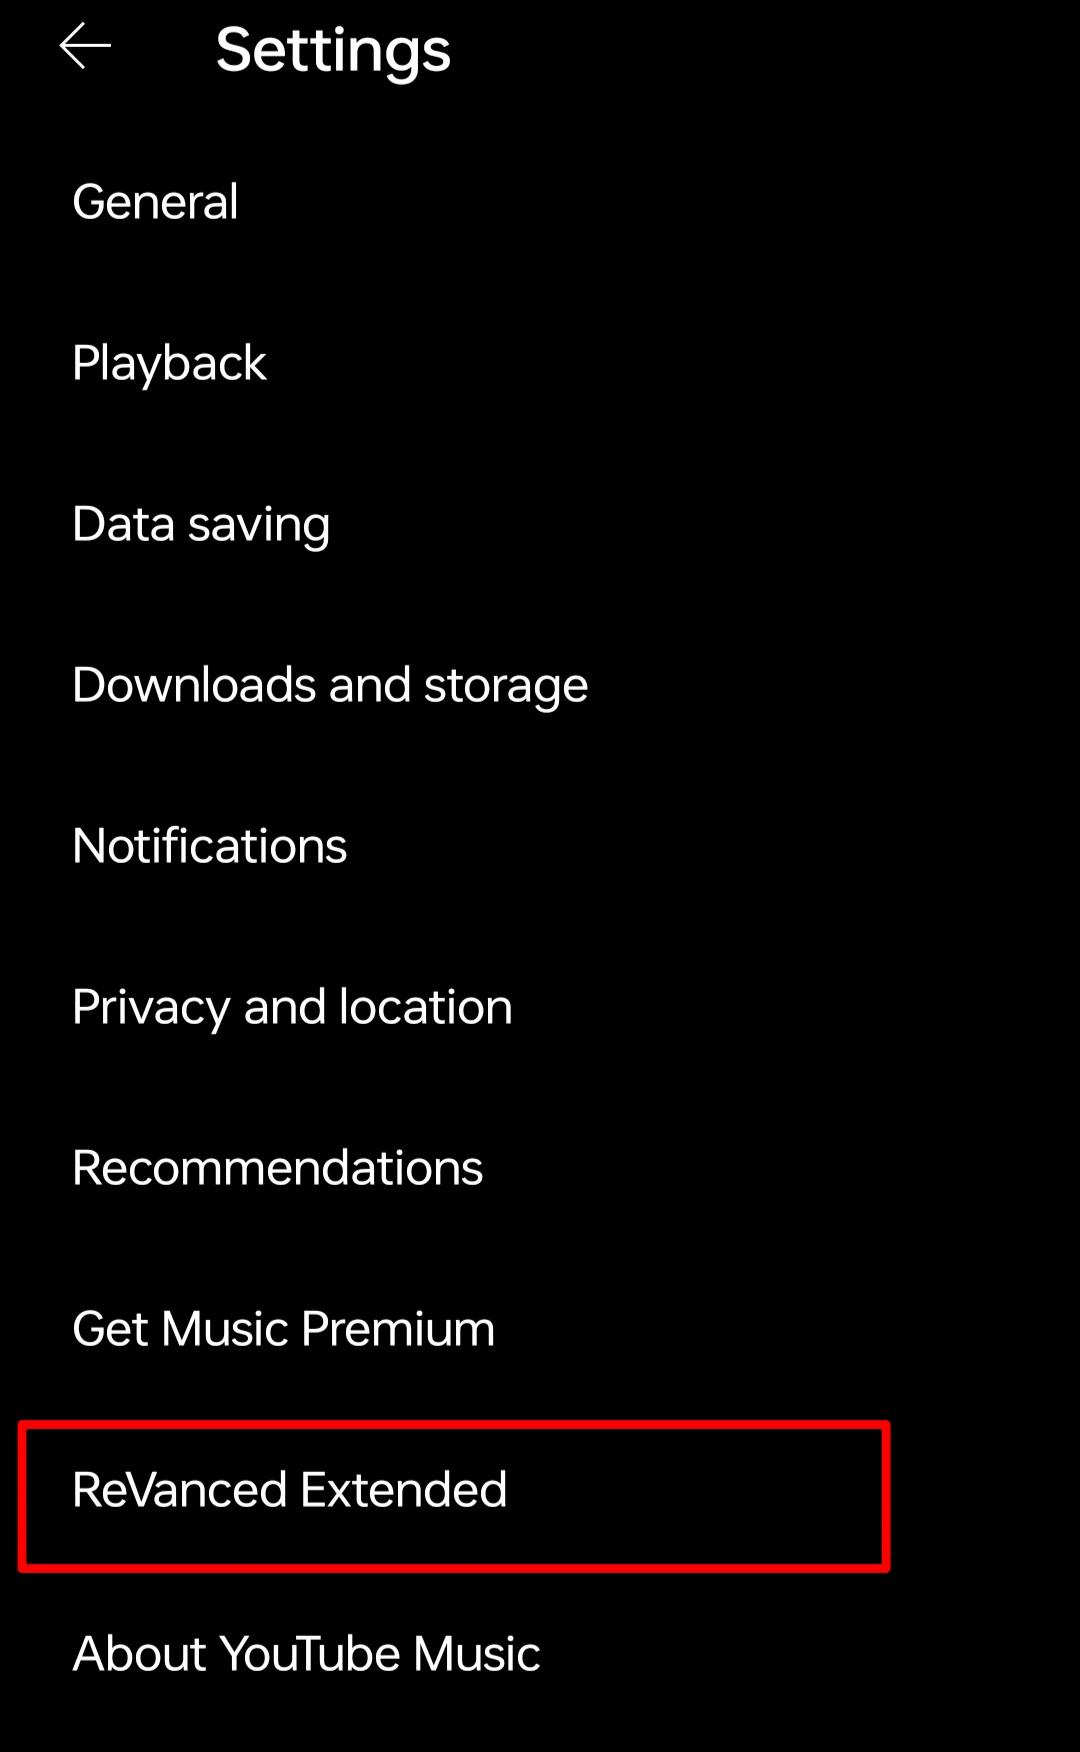 Settings
General
Playback
Data saving
Downloads and storage
Notifications
Privacy and location
Recommendations
Get Music Premium
ReVanced Extended
About YouTube Music